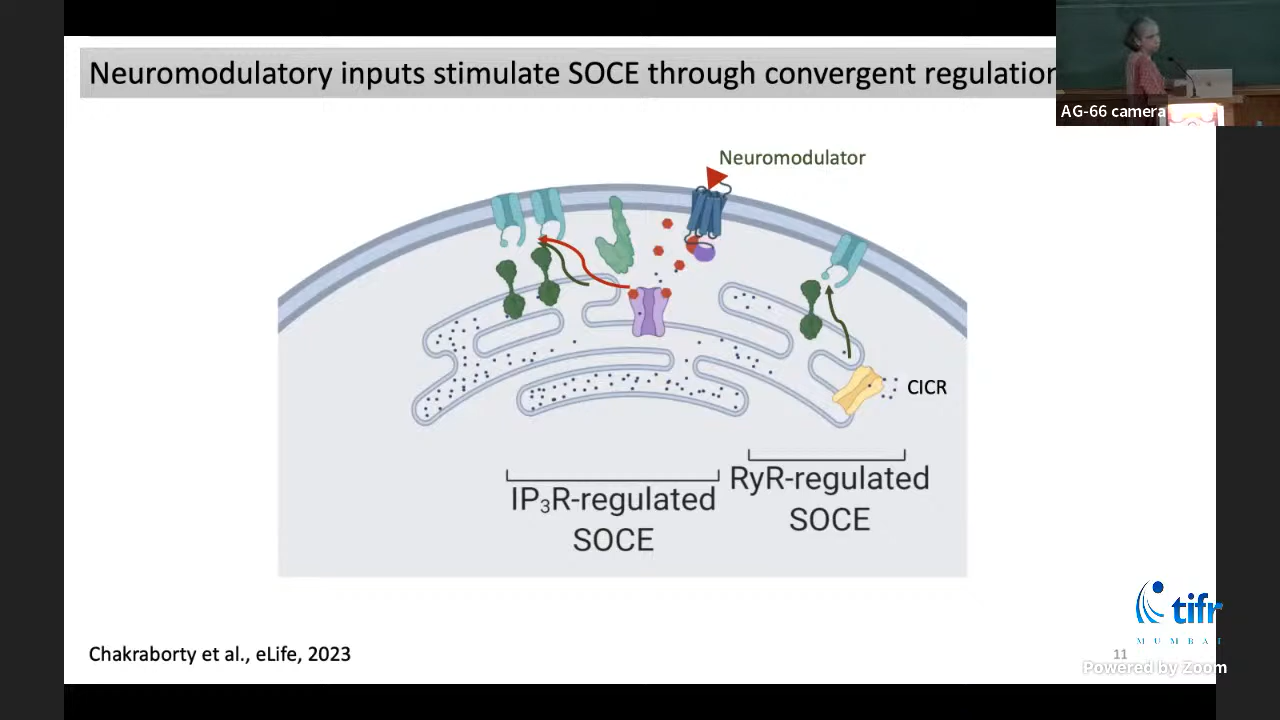 Neuromodulatory inputs stimulate SOCE through convergent regulation
AG-66 camera
Neuromodulator
CICR
IP₃R-regulated
SOCE
RyR-regulated
SOCE
tifr
MUMBAI
Chakraborty et al., eLife, 2023
11
Powered by Zoom